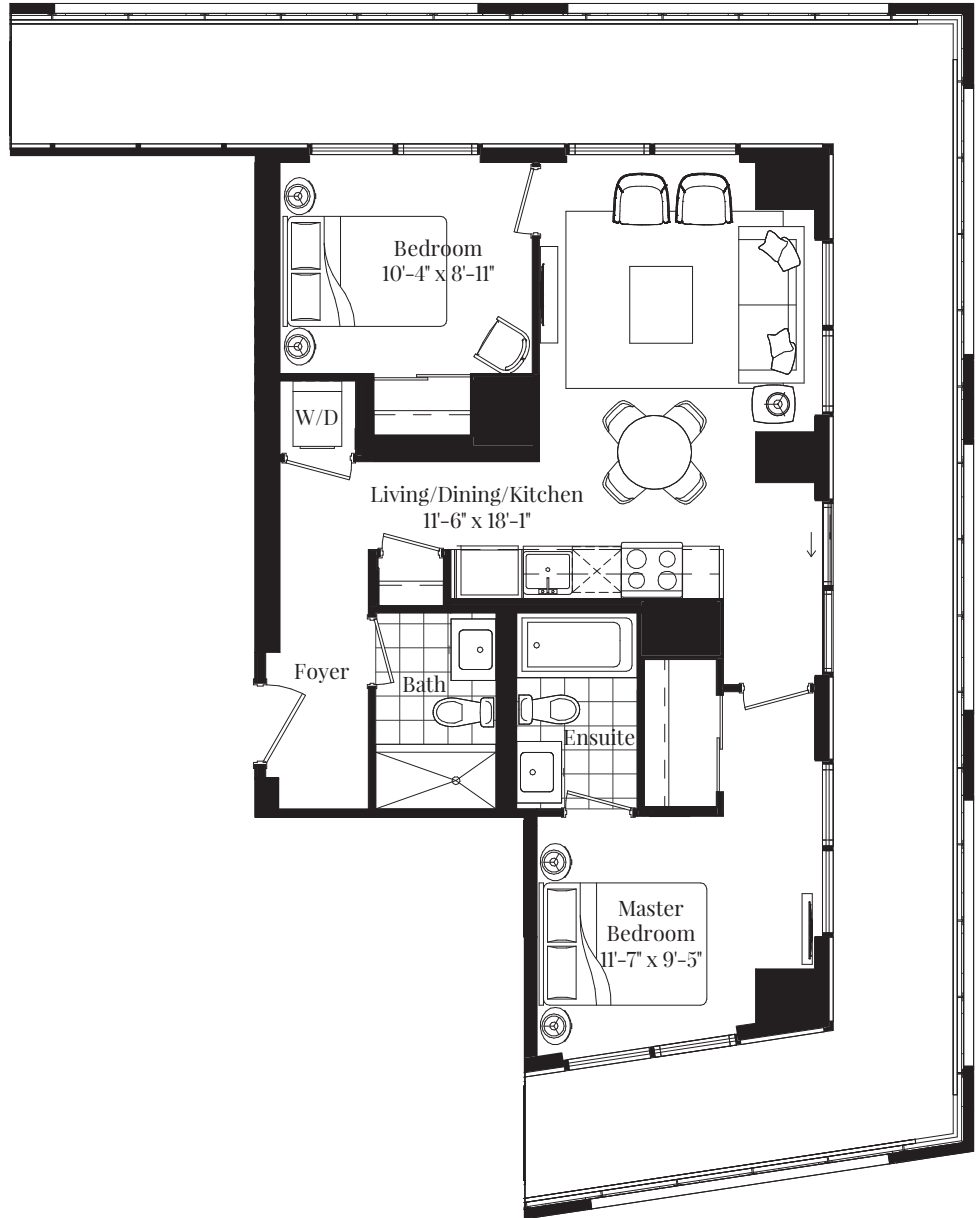 Bedroom
10'-4" x 8'-11"
W/D
Living/Dining/Kitchen
11'-6" x 18'-1"
Foyer
Bath
Ensuite
Master
Bedroom
11'-7" x 9'-5"